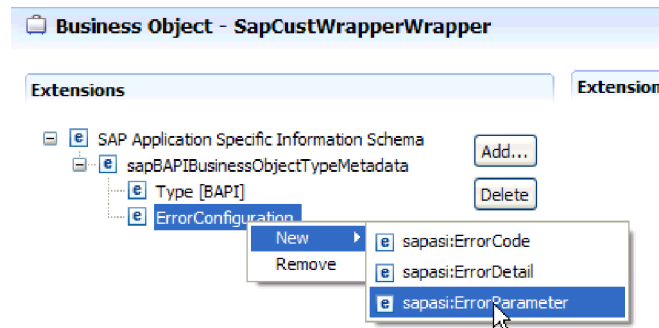 Business Object - SapCustWrapperWrapper
Extensions
Extension
SAP Application Specific Information Schema
Add...
sapBAPIBusinessObjectTypeMetadata
Type [BAPI]
Delete
ErrorConfiguration
New
sapasi:ErrorCode
Remove
sapasi:ErrorDetail
sapasi:ErrorParameter